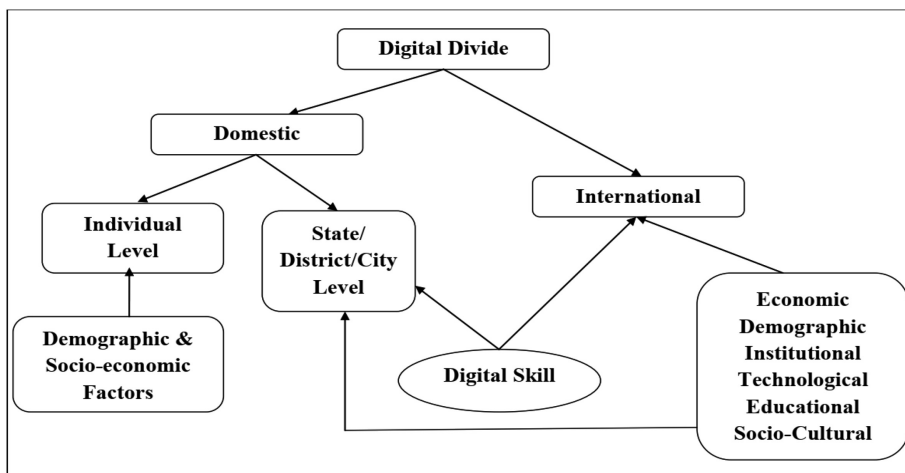 Digital Divide
Domestic
International
Individual
Level
State/
District/City
Level
Demographic &
Socio-economic
Factors
Digital Skill
Economic
Demographic
Institutional
Technological
Educational
Socio-Cultural